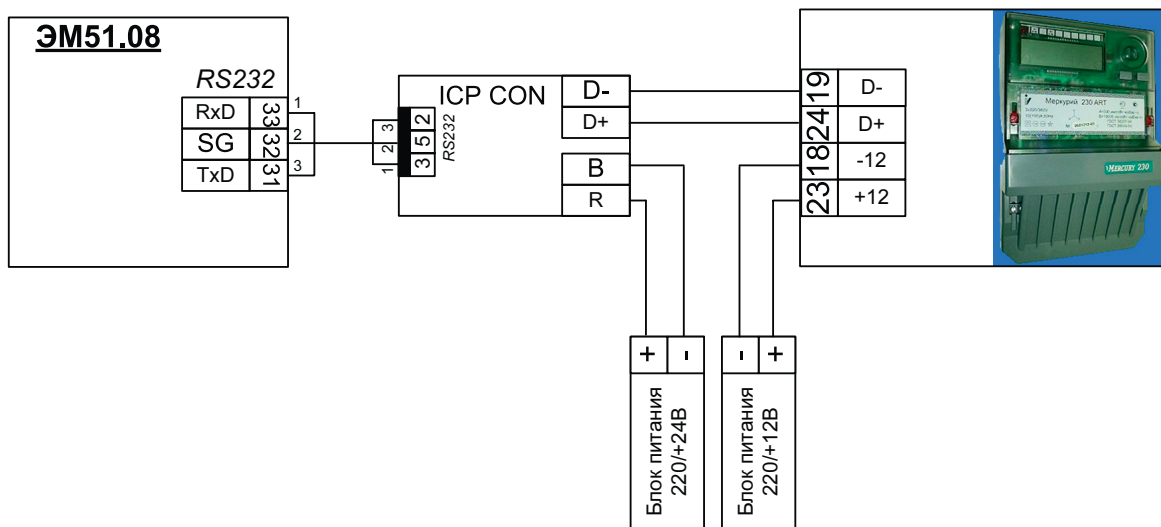 ЭМ51.08
RS232
RxD 33 1
SG 32 2
TxD 31 3
ICP CON
3 2
2 5
1 3
RS232
D-
D+
B
R
19 D-
24 D+
18 -12
23 +12
Меркурий 230 ART
MERCURY 230
+ -
Блок питания
220/+24В
- +
Блок питания
220/+12В